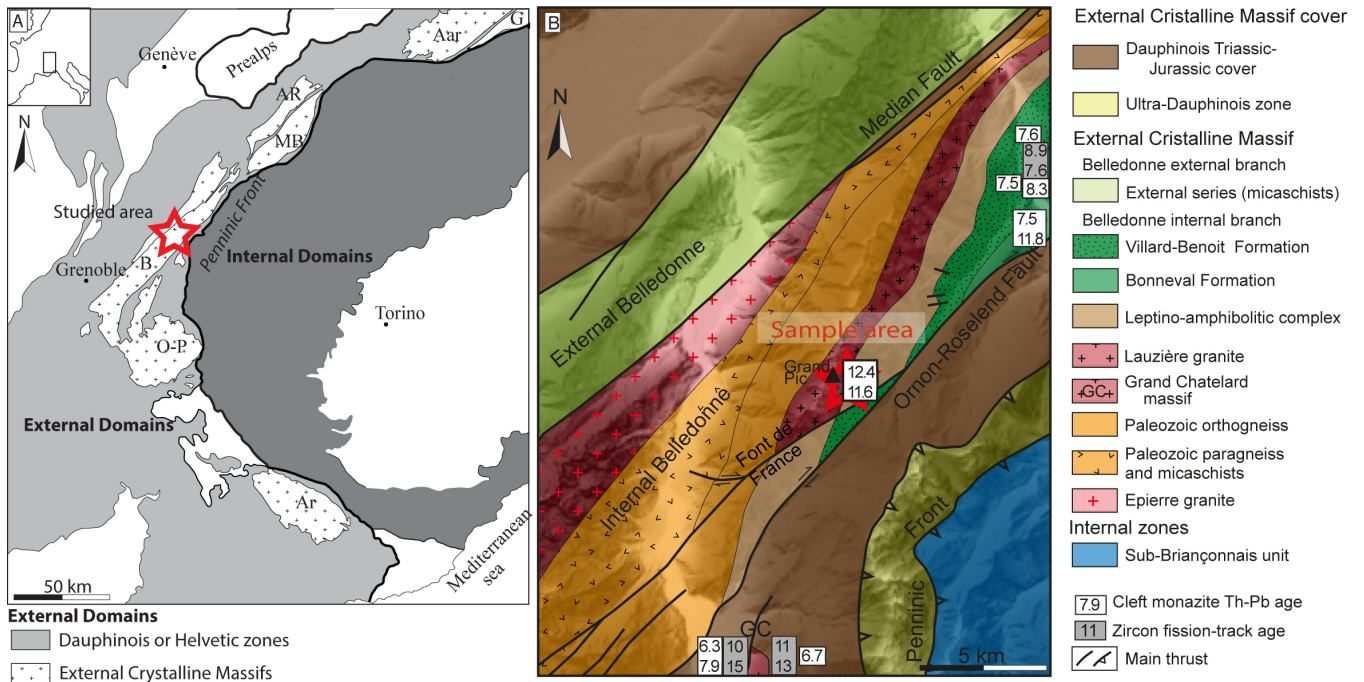 A
N
Genève
Prealps
Aar
G
AR
MB
Studied area
Penninic Front
Internal Domains
Grenoble
B
Torino
O-P
External Domains
Ar
Mediterranean
sea
50 km
External Domains
Dauphinois or Helvetic zones
External Crystalline Massifs
B
N
Median Fault
7.6
8.9
7.6
7.5
8.3
7.5
11.8
External Belledonne
Sample area
Grand
Pic
12.4
11.6
Ornon-Roselend Fault
Internal Belledonne
Font de
France
Penninic
Front
GC
6.3
7.9
10
15
11
13
6.7
5 km
External Cristalline Massif cover
Dauphinois Triassic-
Jurassic cover
Ultra-Dauphinois zone
External Cristalline Massif
Belledonne external branch
External series (micaschists)
Belledonne internal branch
Villard-Benoit Formation
Bonneval Formation
Leptino-amphibolitic complex
Lauzière granite
GC
Grand Chatelard
massif
Paleozoic orthogneiss
Paleozoic paragneiss
and micaschists
Epierre granite
Internal zones
Sub-Briançonnais unit
7.9
Cleft monazite Th-Pb age
11
Zircon fission-track age
Main thrust